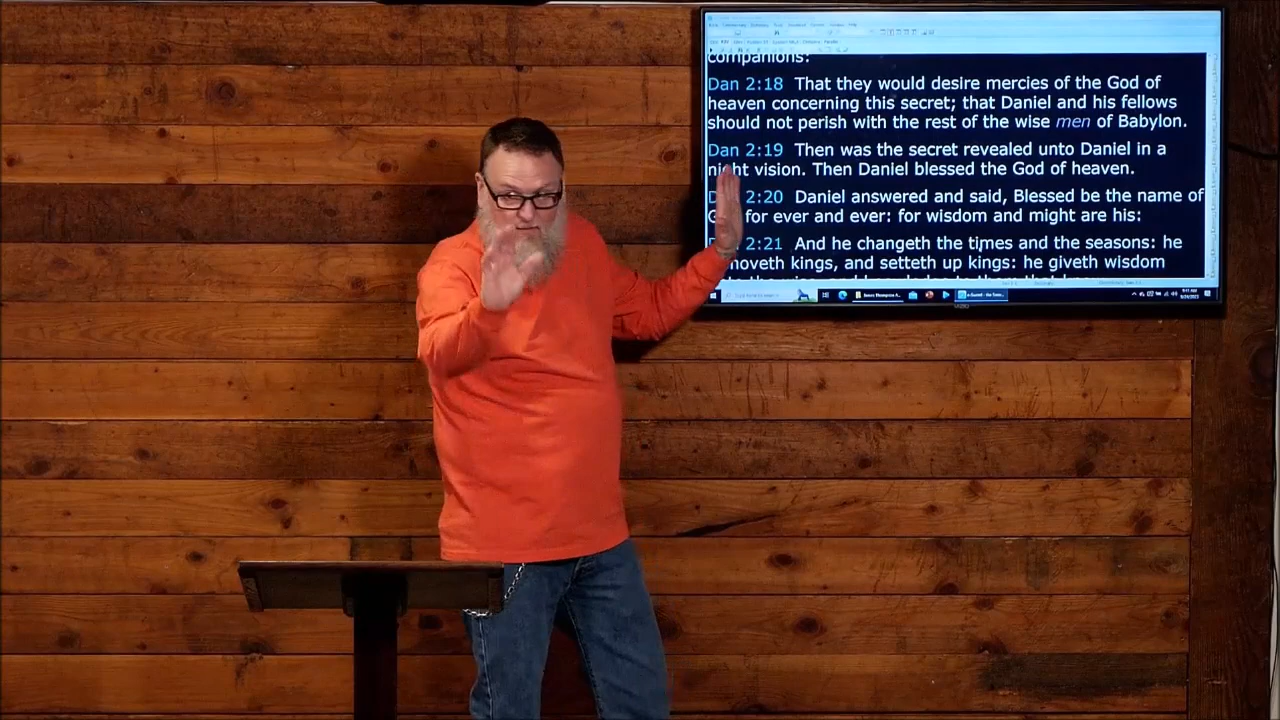 companions:
Dan 2:18 That they would desire mercies of the God of
heaven concerning this secret; that Daniel and his fellows
should not perish with the rest of the wise men of Babylon.
Dan 2:19 Then was the secret revealed unto Daniel in a
night vision. Then Daniel blessed the God of heaven.
2:20 Daniel answered and said, Blessed be the name of
for ever and ever: for wisdom and might are his:
2:21 And he changeth the times and the seasons: he
moveth kings, and setteth up kings: he giveth wisdom